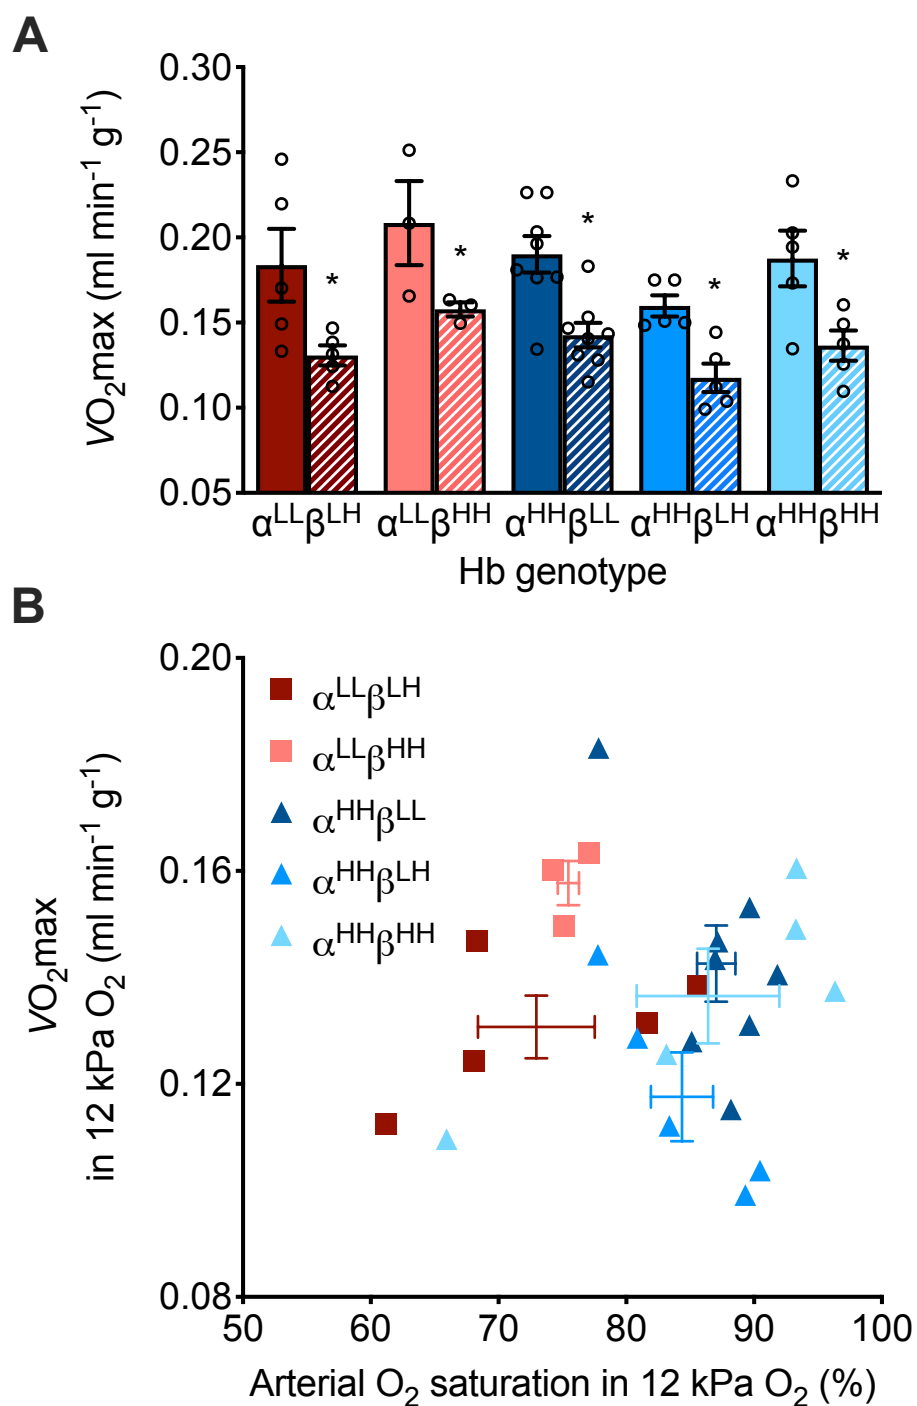 A
0.30
0.25
0.20
0.15
0.10
0.05
VO₂max (ml min⁻¹ g⁻¹)
* * * * *
αᴸᴸβᴸᴴ αᴸᴸβᴴᴴ αᴴᴴβᴸᴸ αᴴᴴβᴸᴴ αᴴᴴβᴴᴴ
Hb genotype
B
0.20
0.16
0.12
0.08
VO₂max
in 12 kPa O₂ (ml min⁻¹ g⁻¹)
αᴸᴸβᴸᴴ
αᴸᴸβᴴᴴ
αᴴᴴβᴸᴸ
αᴴᴴβᴸᴴ
αᴴᴴβᴴᴴ
50 60 70 80 90 100
Arterial O₂ saturation in 12 kPa O₂ (%)